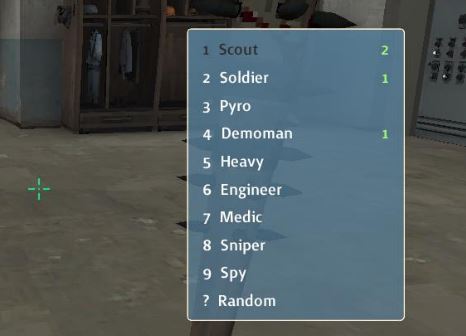 1 Scout 2
2 Soldier 1
3 Pyro
4 Demoman 1
5 Heavy
6 Engineer
7 Medic
8 Sniper
9 Spy
? Random